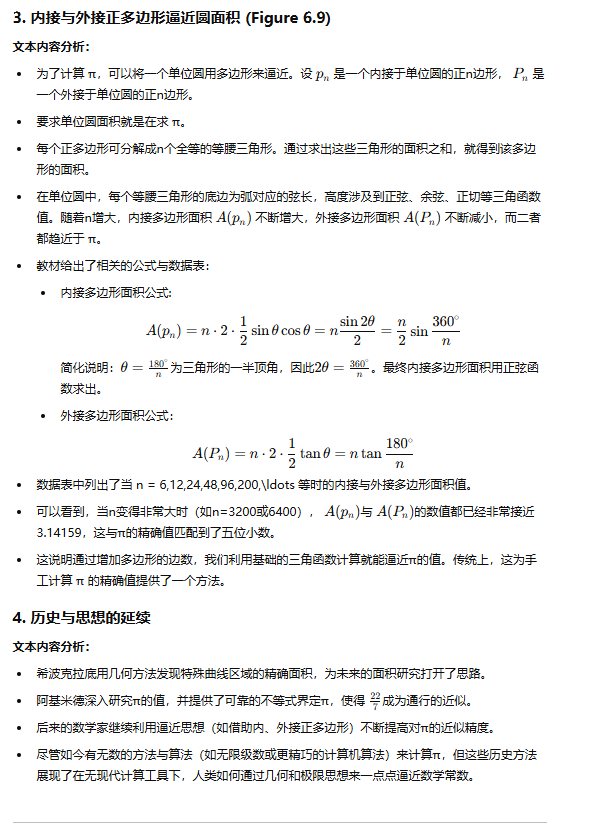 3. 内接与外接正多边形逼近圆面积 (Figure 6.9)
文本内容分析：
• 为了计算 π，可以将一个单位圆用多边形来逼近。设 pₙ 是一个内接于单位圆的正n边形， Pₙ 是
一个外接于单位圆的正n边形。
• 要求单位圆面积就是在求 π。
• 每个正多边形可分解成n个全等的等腰三角形。通过求出这些三角形的面积之和，就得到该多边
形的面积。
• 在单位圆中，每个等腰三角形的底边为弧对应的弦长，高度涉及到正弦、余弦、正切等三角函数
值。随着n增大，内接多边形面积 A(pₙ) 不断增大，外接多边形面积 A(Pₙ) 不断减小，而二者
都趋近于 π。
• 教材给出了相关的公式与数据表：
• 内接多边形面积公式:
A(pₙ) = n · 2 · 1/2 sin θ cos θ = n sin 2θ/2 = n/2 sin 360°/n
简化说明：θ = 180°/n 为三角形的一半顶角，因此2θ = 360°/n。最终内接多边形面积用正弦函
数求出。
• 外接多边形面积公式：
A(Pₙ) = n · 2 · 1/2 tan θ = n tan 180°/n
• 数据表中列出了当 n = 6,12,24,48,96,200,\ldots 等时的内接与外接多边形面积值。
• 可以看到，当n变得非常大时（如n=3200或6400）， A(pₙ)与 A(Pₙ)的数值都已经非常接近
3.14159，这与π的精确值匹配到了五位小数。
• 这说明通过增加多边形的边数，我们利用基础的三角函数计算就能逼近π的值。传统上，这为手
工计算 π 的精确值提供了一个方法。
4. 历史与思想的延续
文本内容分析：
• 希波克拉底用几何方法发现特殊曲线区域的精确面积，为未来的面积研究打开了思路。
• 阿基米德深入研究π的值，并提供了可靠的不等式界定π，使得 22/7 成为通行的近似。
• 后来的数学家继续利用逼近思想（如借助内、外接正多边形）不断提高对π的近似精度。
• 尽管如今有无数的方法与算法（如无限级数或更精巧的计算机算法）来计算π，但这些历史方法
展现了在无现代计算工具下，人类如何通过几何和极限思想来一点点逼近数学常数。